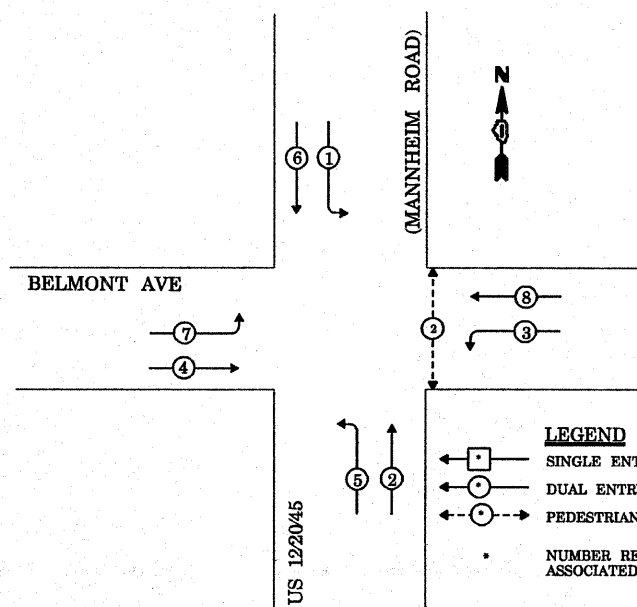 (MANNHEIM ROAD)
N
6 1
BELMONT AVE
8
7
2
3
4
5 2
US 12/20/45
LEGEND
* SINGLE ENT
* DUAL ENTR
* PEDESTRIAN
* NUMBER RE
ASSOCIATED